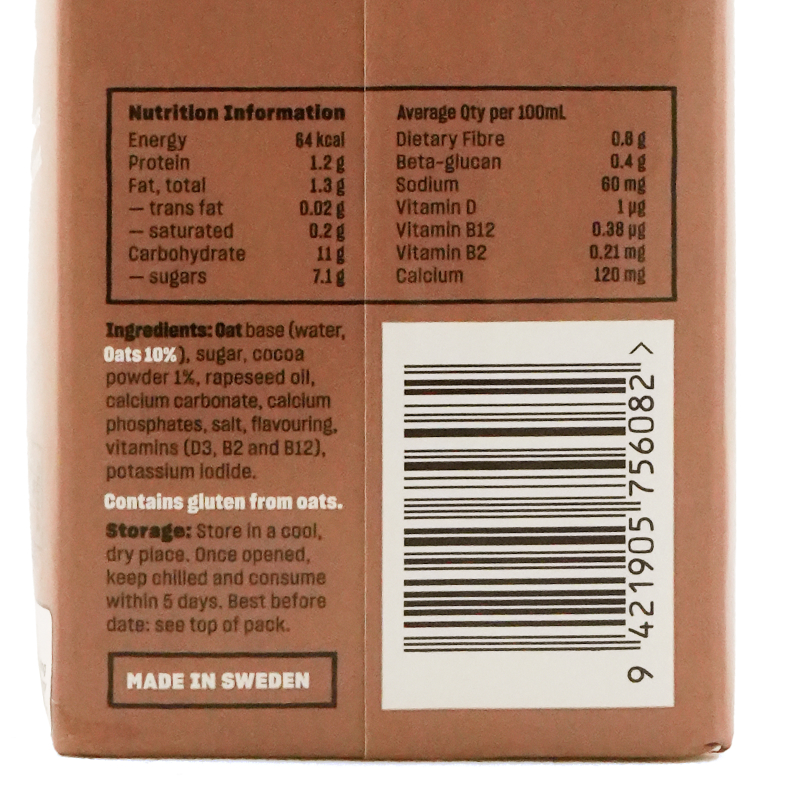 Nutrition Information Average Qty per 100mL
Energy 64 kcal Dietary Fibre 0.8 g
Protein 1.2 g Beta-glucan 0.4 g
Fat, total 1.3 g Sodium 60 mg
— trans fat 0.02 g Vitamin D 1 µg
— saturated 0.2 g Vitamin B12 0.38 µg
Carbohydrate 11 g Vitamin B2 0.21 mg
— sugars 7.1 g Calcium 120 mg
Ingredients: Oat base (water,
Oats 10%), sugar, cocoa
powder 1%, rapeseed oil,
calcium carbonate, calcium
phosphates, salt, flavouring,
vitamins (D3, B2 and B12),
potassium iodide.
Contains gluten from oats.
Storage: Store in a cool,
dry place. Once opened,
keep chilled and consume
within 5 days. Best before
date: see top of pack.
MADE IN SWEDEN
9 421905 756082 >